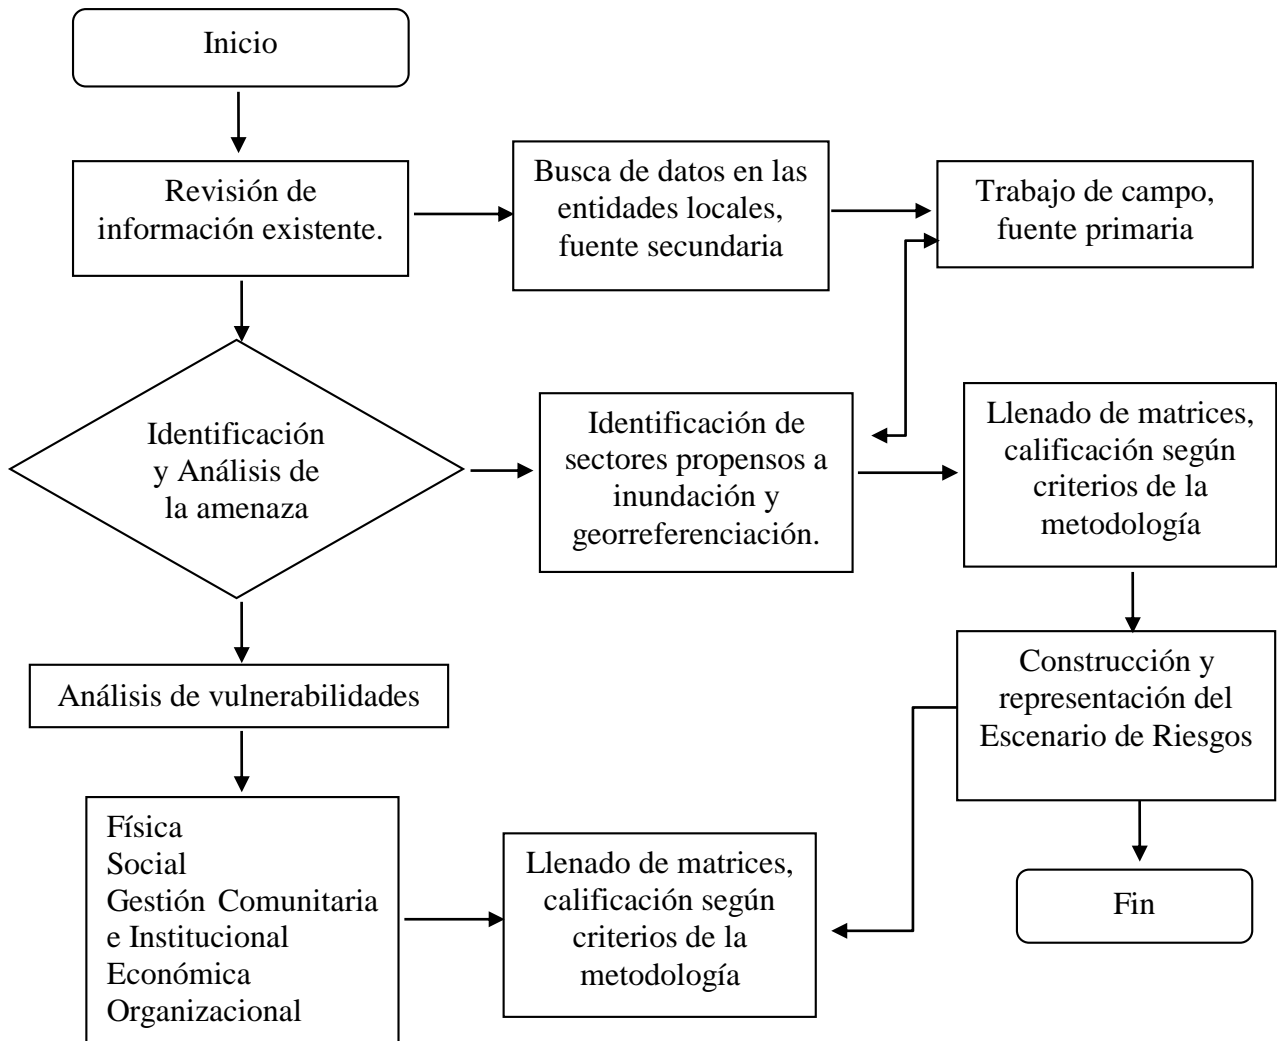 Inicio
Revisión de
información existente.
Busca de datos en las
entidades locales,
fuente secundaria
Trabajo de campo,
fuente primaria
Identificación
y Análisis de
la amenaza
Identificación de
sectores propensos a
inundación y
georreferenciación.
Llenado de matrices,
calificación según
criterios de la
metodología
Análisis de vulnerabilidades
Construcción y
representación del
Escenario de Riesgos
Física
Social
Gestión Comunitaria
e Institucional
Económica
Organizacional
Llenado de matrices,
calificación según
criterios de la
metodología
Fin